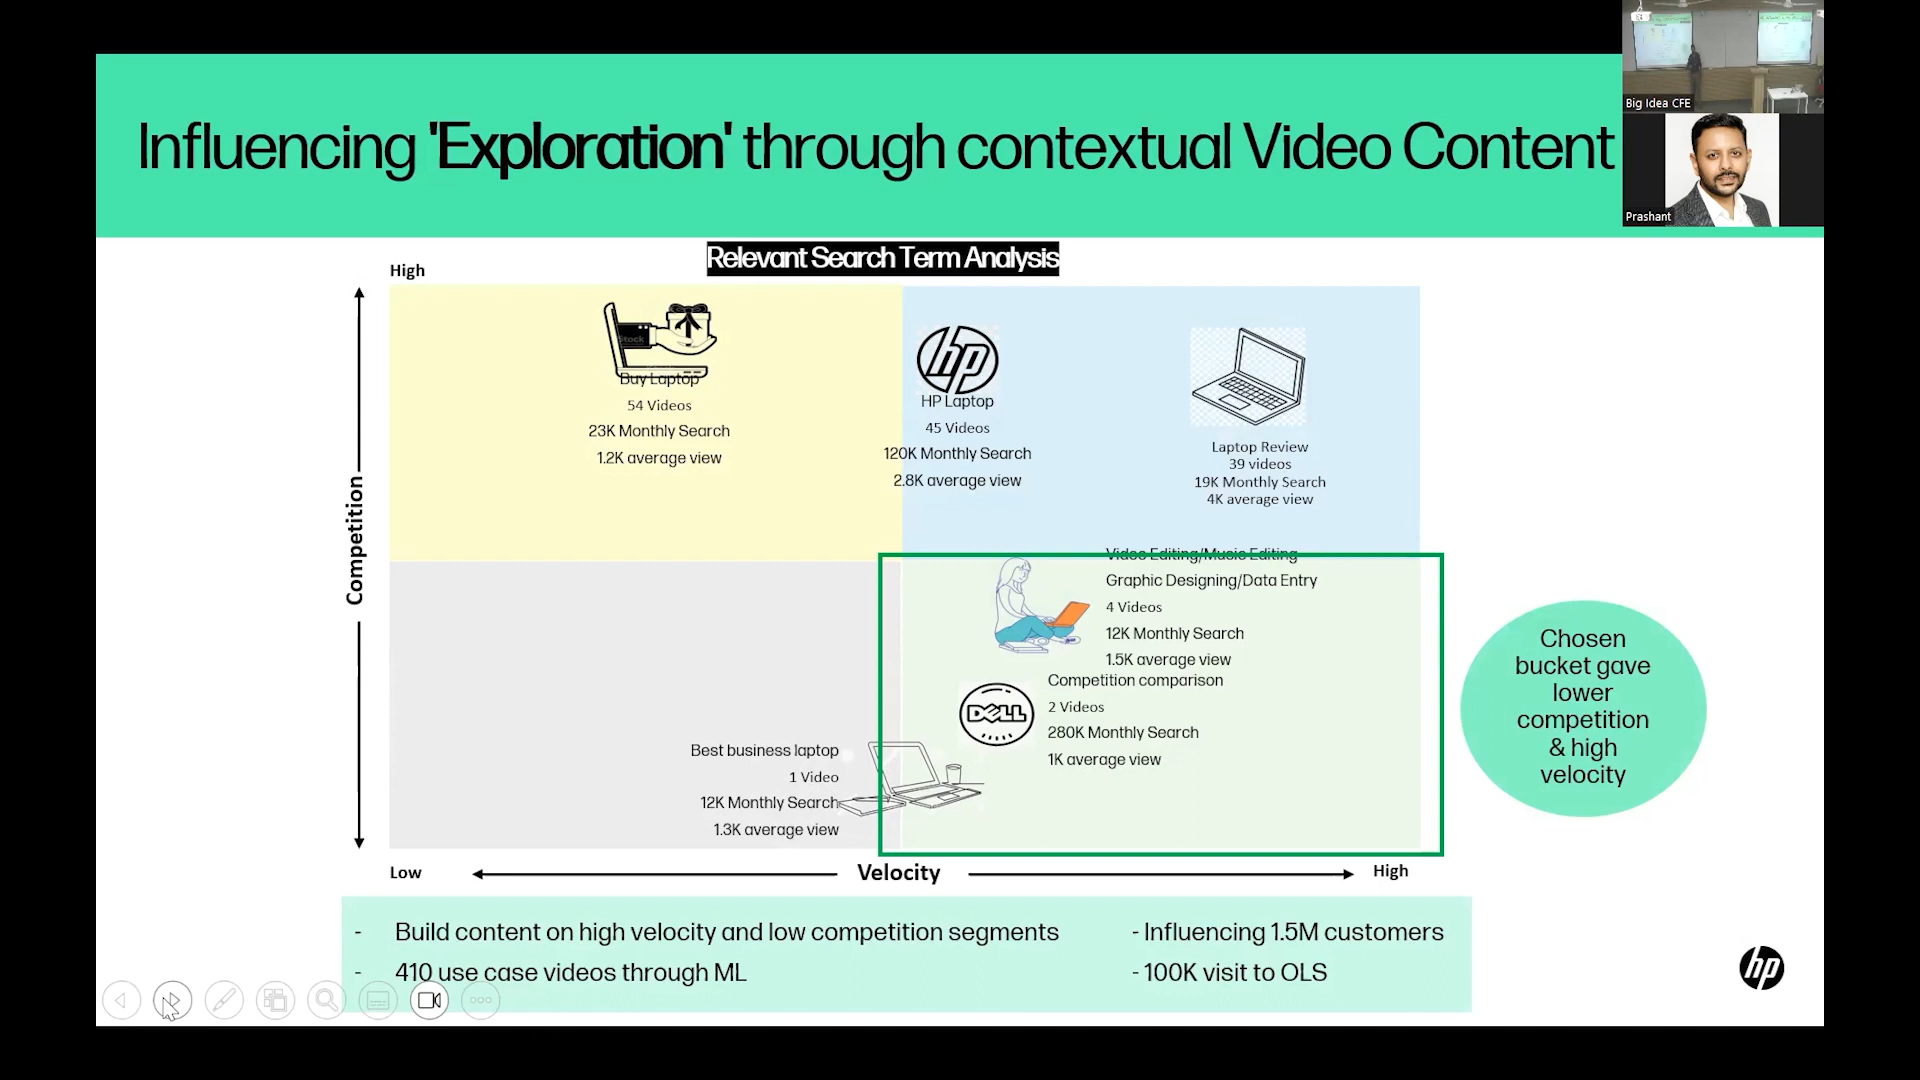 Influencing 'Exploration' through contextual Video Content
Big Idea CFE
Prashant
Relevant Search Term Analysis
High
Competition
Stock
Buy Laptop
54 Videos
23K Monthly Search
1.2K average view
hp
HP Laptop
45 Videos
120K Monthly Search
2.8K average view
Laptop Review
39 videos
19K Monthly Search
4K average view
Video Editing/Music Editing
Graphic Designing/Data Entry
4 Videos
12K Monthly Search
1.5K average view
DELL
Competition comparison
2 Videos
280K Monthly Search
1K average view
Best business laptop
1 Video
12K Monthly Search
1.3K average view
Chosen
bucket gave
lower
competition
& high
velocity
Low
Velocity
High
- Build content on high velocity and low competition segments
- 410 use case videos through ML
- Influencing 1.5M customers
- 100K visit to OLS
hp